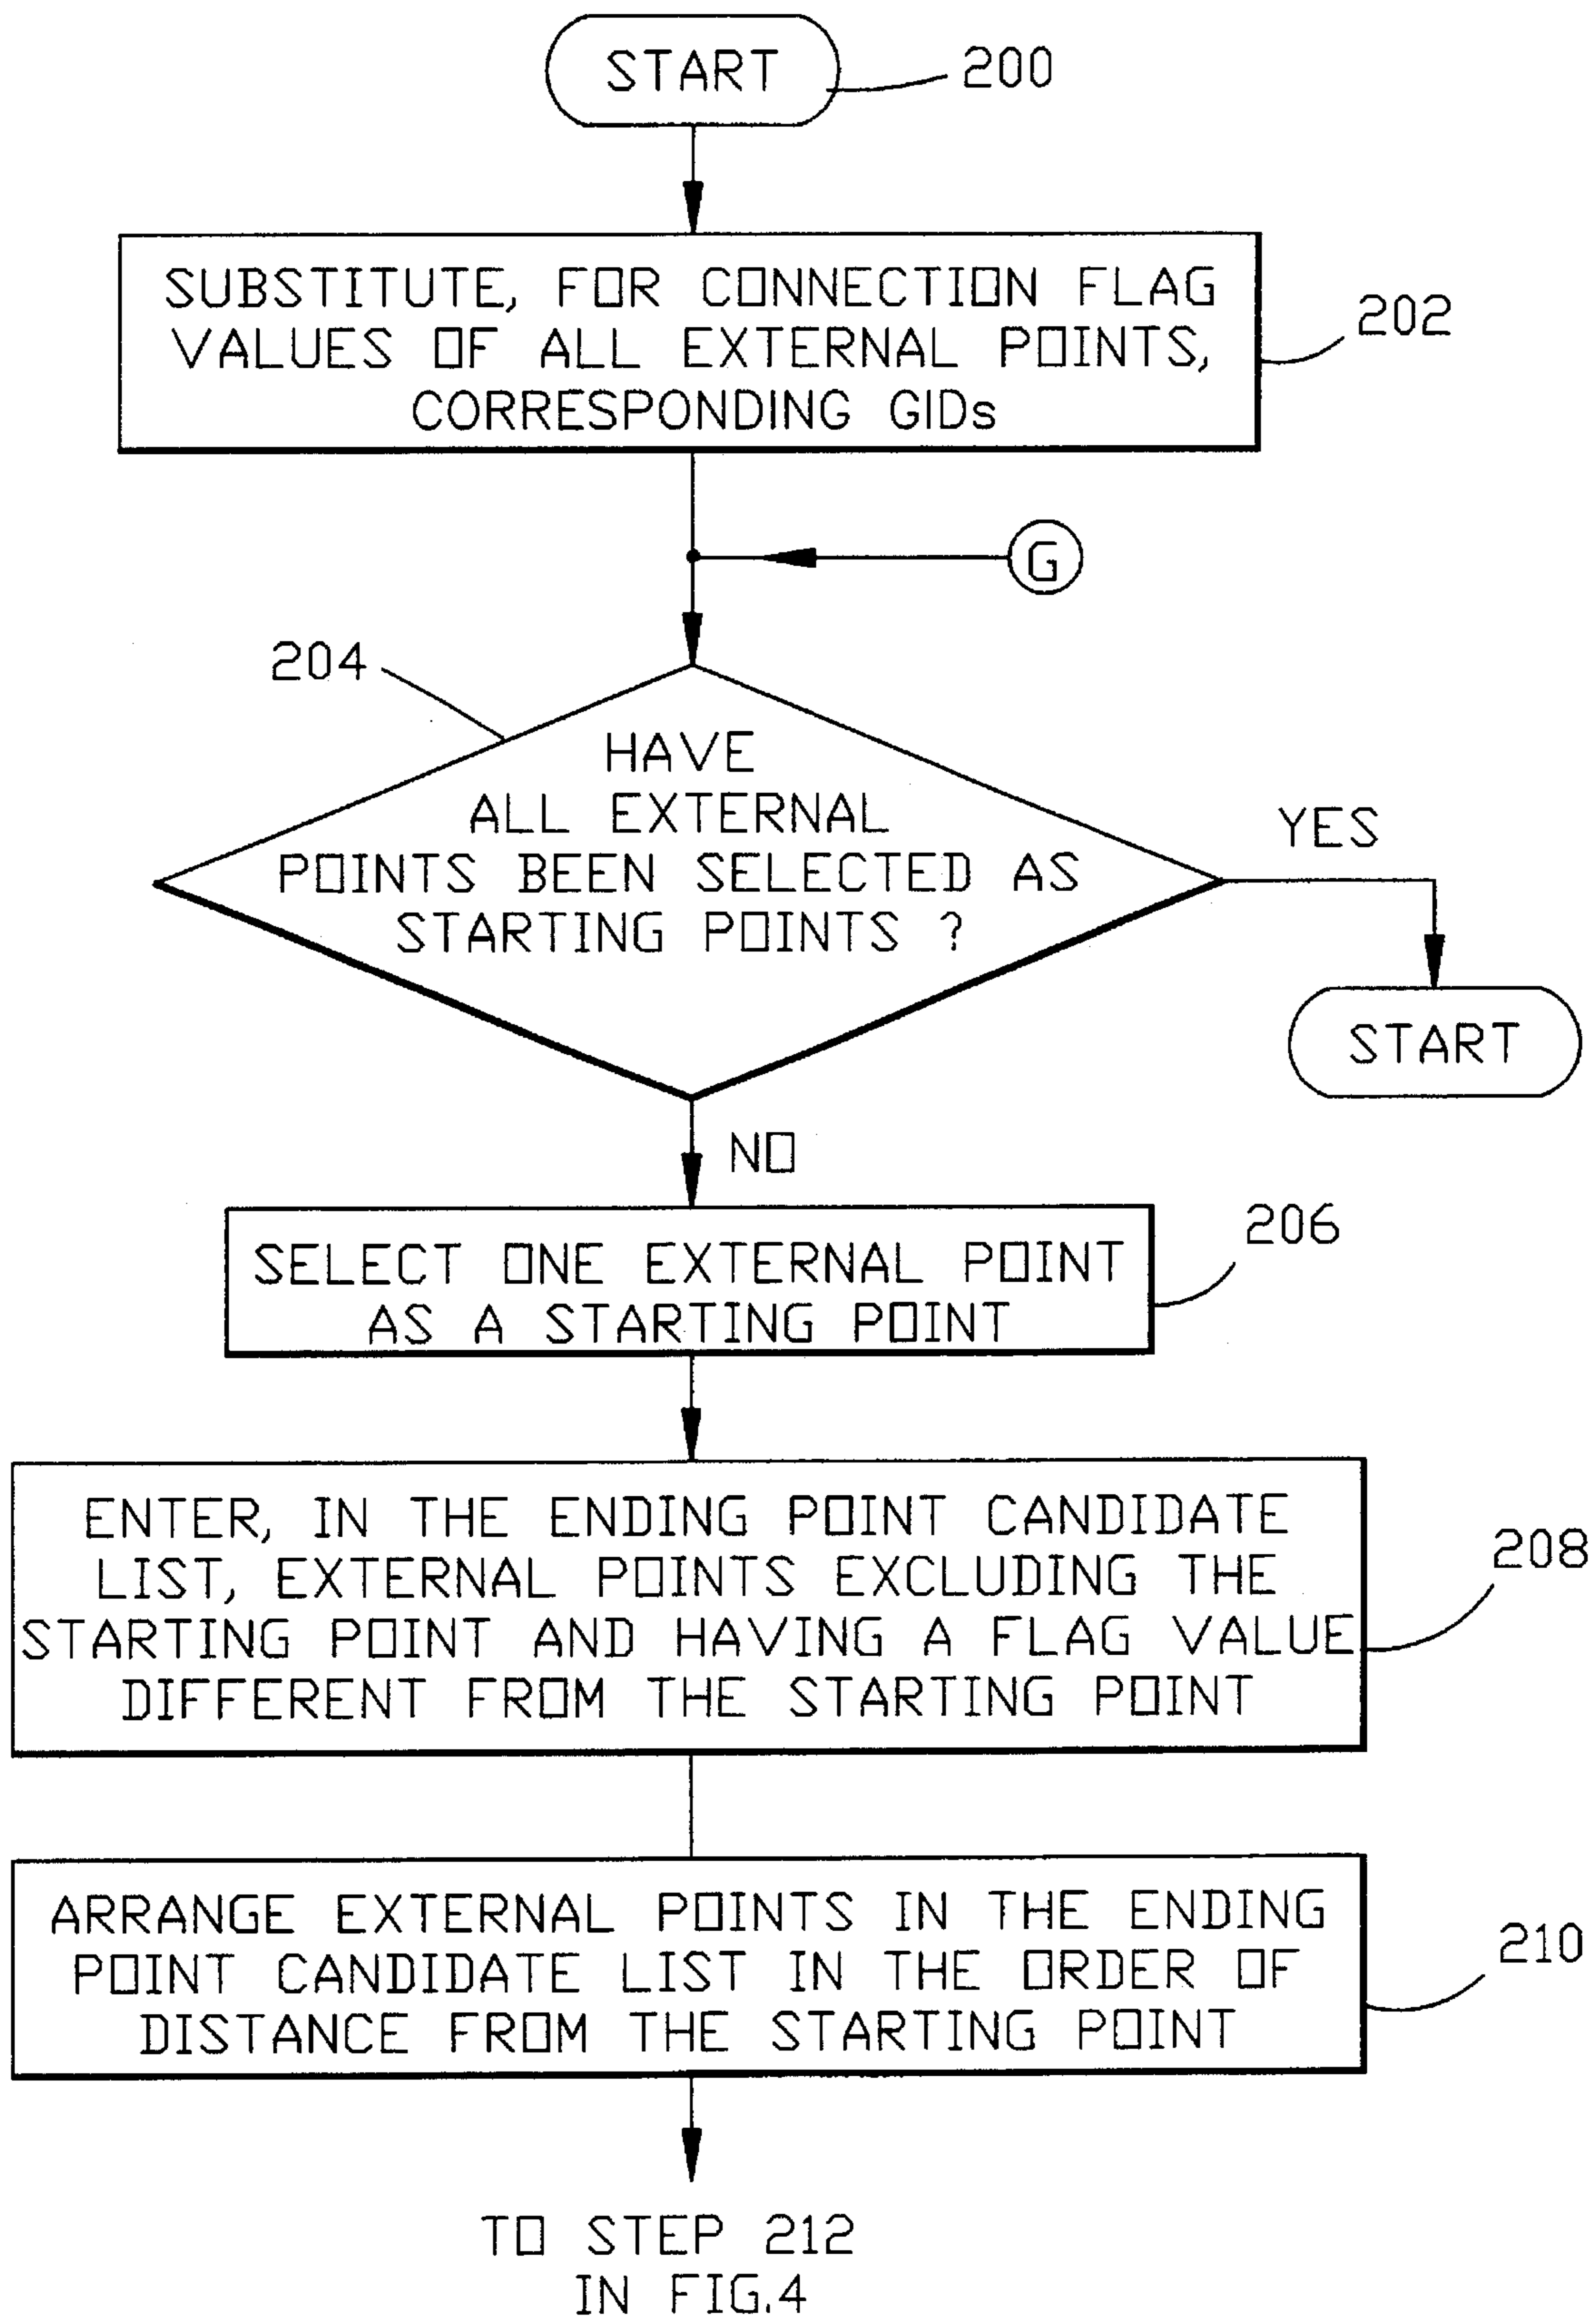 START
200
SUBSTITUTE, FOR CONNECTION FLAG
VALUES OF ALL EXTERNAL POINTS,
CORRESPONDING GIDs
202
G
204
HAVE
ALL EXTERNAL
POINTS BEEN SELECTED AS
STARTING POINTS ?
YES
START
NO
SELECT ONE EXTERNAL POINT
AS A STARTING POINT
206
ENTER, IN THE ENDING POINT CANDIDATE
LIST, EXTERNAL POINTS EXCLUDING THE
STARTING POINT AND HAVING A FLAG VALUE
DIFFERENT FROM THE STARTING POINT
208
ARRANGE EXTERNAL POINTS IN THE ENDING
POINT CANDIDATE LIST IN THE ORDER OF
DISTANCE FROM THE STARTING POINT
210
TO STEP 212
IN FIG.4